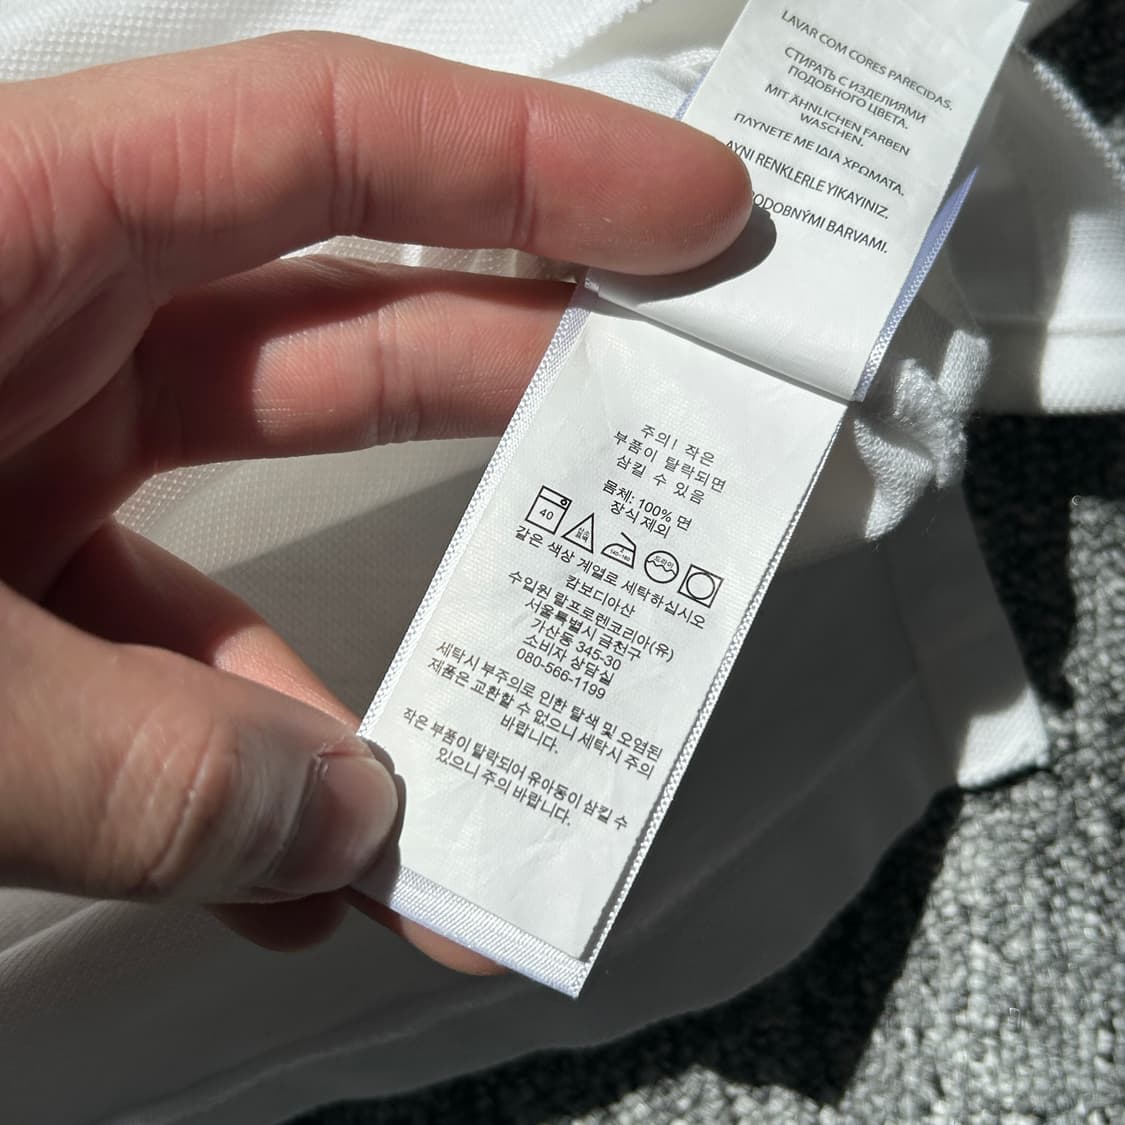 LAVAR COM CORES PARECIDAS.
СТИРАТЬ С ИЗДЕЛИЯМИ
ПОДОБНОГО ЦВЕТА.
MIT ÄHNLICHEN FARBEN
WASCHEN.
ΠΛΥΝΕΤΕ ΜΕ ΙΔΙΑ ΧΡΩΜΑΤΑ.
AYNI RENKLERLE YIKAYINIZ.
BARVAMI.
주의! 작은
부품이 탈락되면
삼킬 수 있음
몸체: 100% 면
장식 제외
40
드라이
같은 색상 계열로 세탁하십시오
캄보디아산
수입원 랄프로렌코리아(유)
서울특별시 금천구
가산동 345-30
소비자 상담실
080-566-1199
세탁시 부주의로 인한 탈색 및 오염된
제품은 교환할 수 없으니 세탁시 주의
바랍니다.
작은 부품이 탈락되어 유아동이 삼킬 수
있으니 주의 바랍니다.